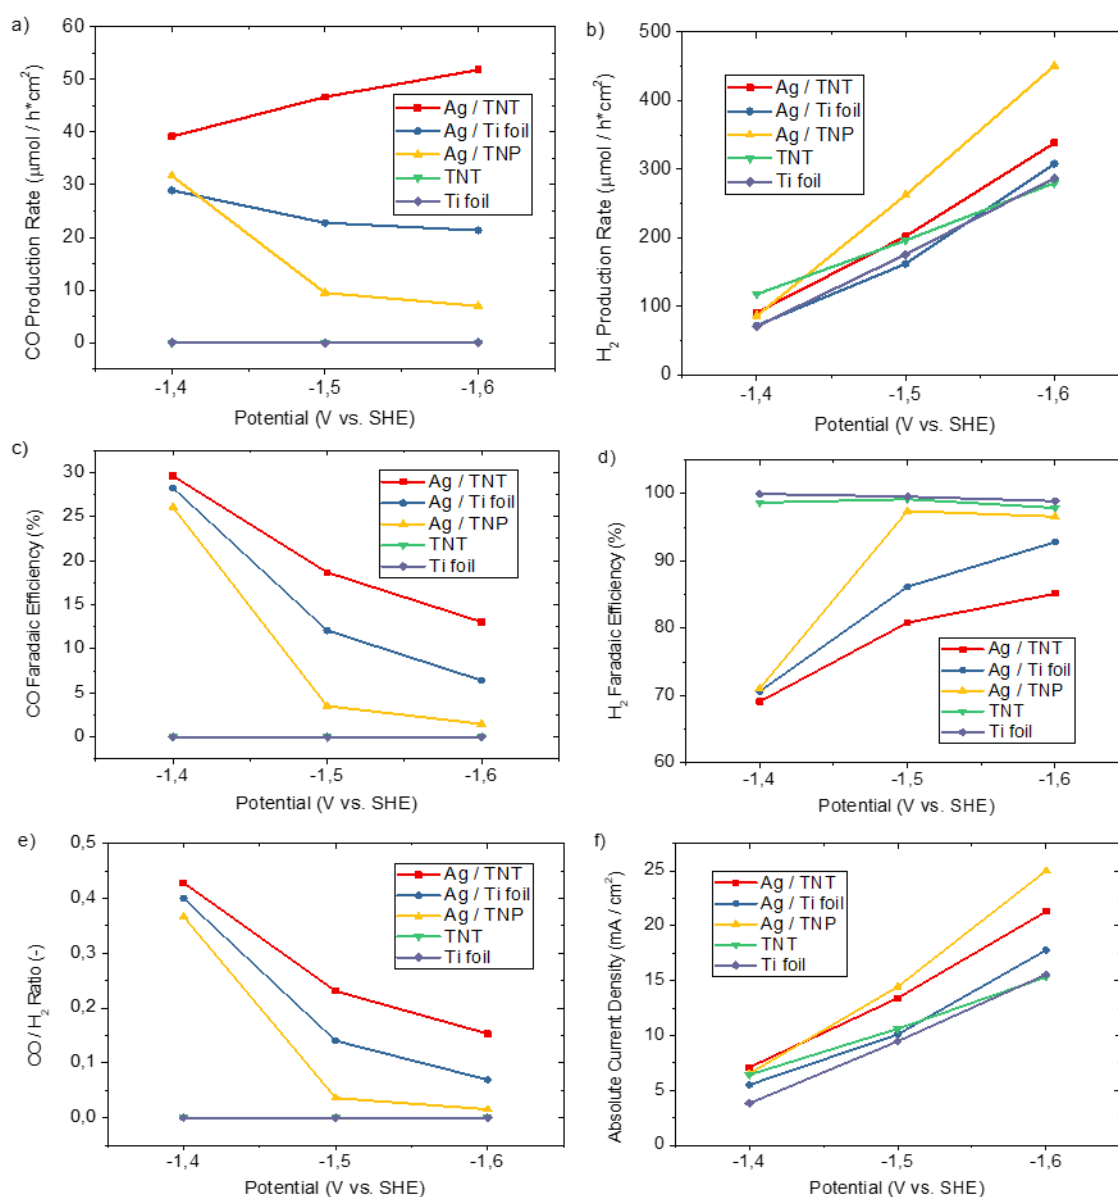 a)
60
50
40
30
20
10
0
CO Production Rate (μmol / h*cm²)
Ag / TNT
Ag / Ti foil
Ag / TNP
TNT
Ti foil
-1,4 -1,5 -1,6
Potential (V vs. SHE)
b)
500
400
300
200
100
0
H₂ Production Rate (μmol / h*cm²)
Ag / TNT
Ag / Ti foil
Ag / TNP
TNT
Ti foil
-1,4 -1,5 -1,6
Potential (V vs. SHE)
c)
30
25
20
15
10
5
0
CO Faradaic Efficiency (%)
Ag / TNT
Ag / Ti foil
Ag / TNP
TNT
Ti foil
-1,4 -1,5 -1,6
Potential (V vs. SHE)
d)
100
90
80
70
60
H₂ Faradaic Efficiency (%)
Ag / TNT
Ag / Ti foil
Ag / TNP
TNT
Ti foil
-1,4 -1,5 -1,6
Potential (V vs. SHE)
e)
0,5
0,4
0,3
0,2
0,1
0,0
CO / H₂ Ratio (-)
Ag / TNT
Ag / Ti foil
Ag / TNP
TNT
Ti foil
-1,4 -1,5 -1,6
Potential (V vs. SHE)
f)
25
20
15
10
5
0
Absolute Current Density (mA / cm²)
Ag / TNT
Ag / Ti foil
Ag / TNP
TNT
Ti foil
-1,4 -1,5 -1,6
Potential (V vs. SHE)